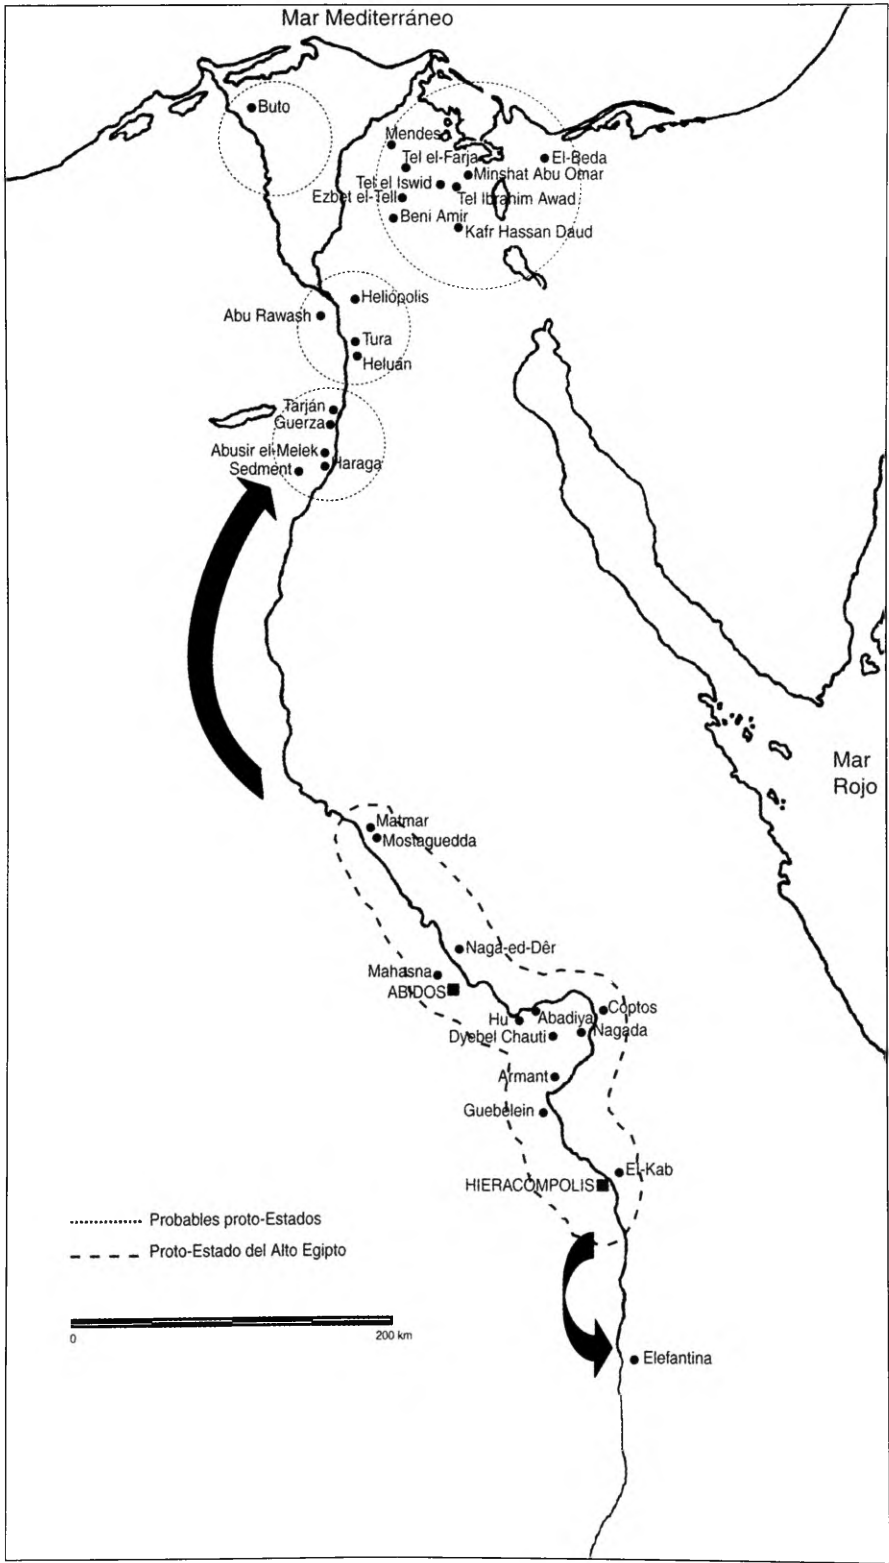 Mar Mediterráneo
Buto
Mendes
El-Beda
Tel el-Farja
Minshat Abu Omar
Tel el Iswid
Ezbet el-Tell
Tel Ibrahim Awad
Beni Amir
Kafr Hassan Daud
Heliópolis
Abu Rawash
Tura
Heluán
Tarján
Guerza
Abusir el-Melek
Haraga
Sedment
Mar
Rojo
Matmar
Mostaguedda
Naga-ed-Dêr
Mahasna
ABIDOS
Coptos
Hu
Abadiya
Nagada
Dyebel Chauti
Armant
Guebelein
El-Kab
HIERACÓMPOLIS
Probables proto-Estados
Proto-Estado del Alto Egipto
0
200 km
Elefantina